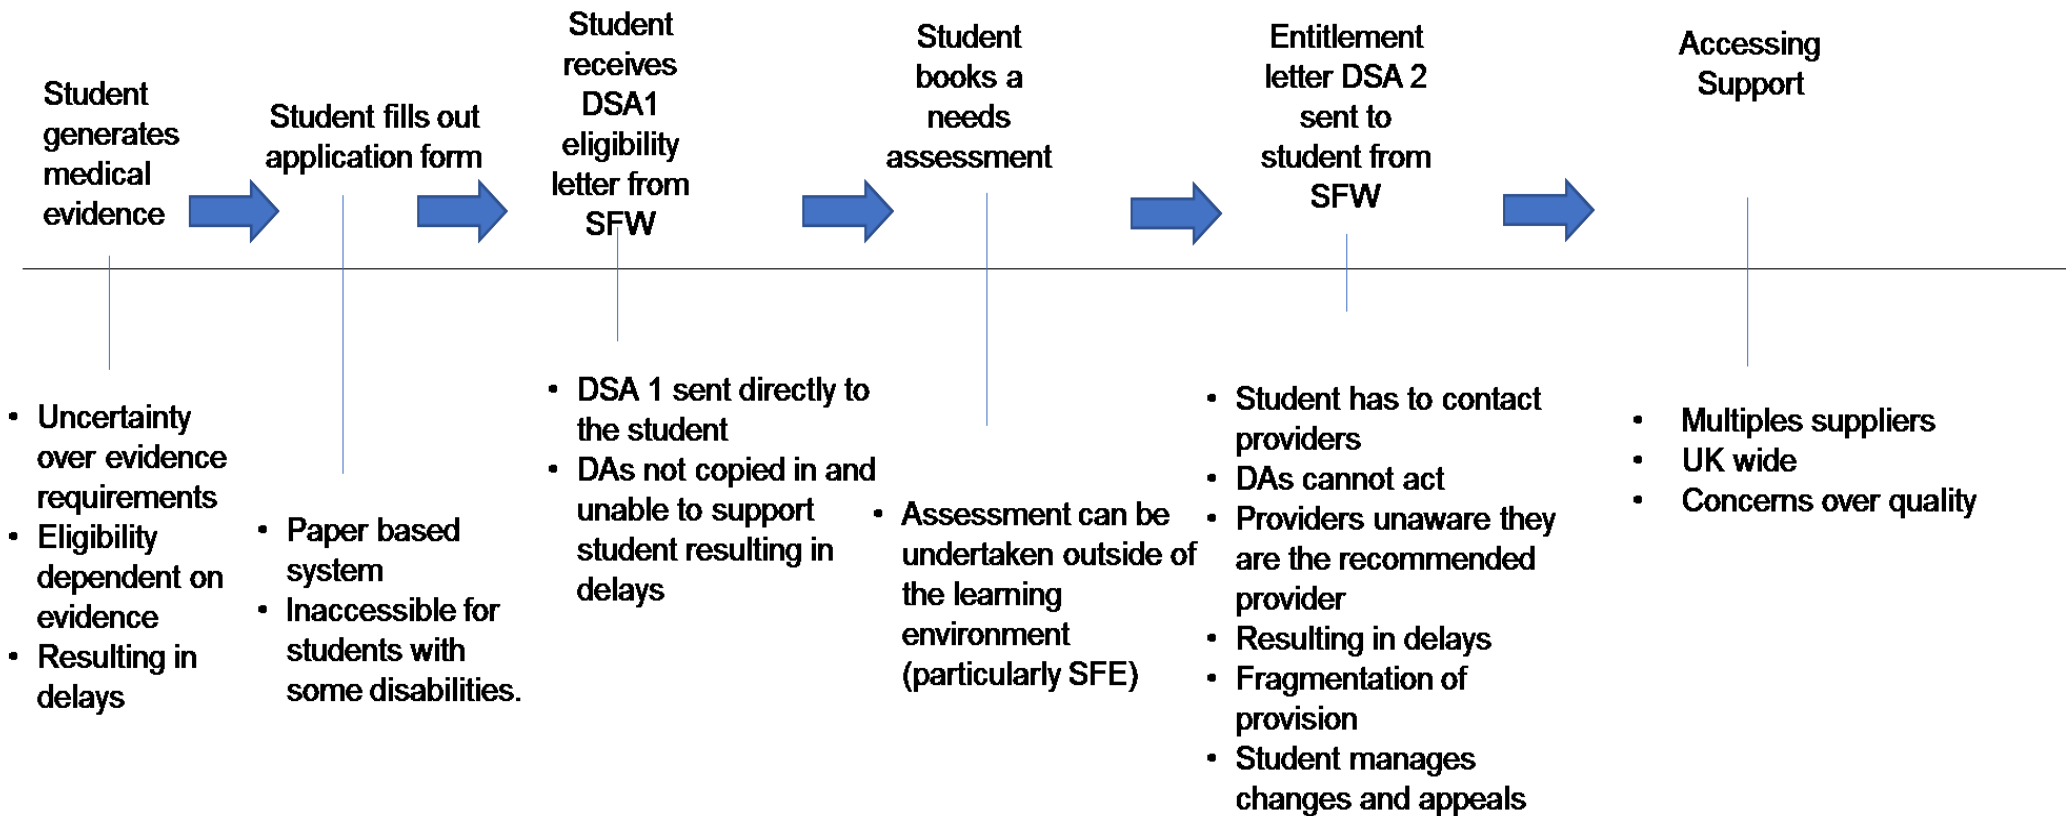 Student
generates
medical
evidence
Student fills out
application form
Student
receives
DSA1
eligibility
letter from
SFW
Student
books a
needs
assessment
Entitlement
letter DSA 2
sent to
student from
SFW
Accessing
Support
• Uncertainty
over evidence
requirements
• Eligibility
dependent on
evidence
• Resulting in
delays
• Paper based
system
• Inaccessible for
students with
some disabilities.
• DSA 1 sent directly to
the student
• DAs not copied in and
unable to support
student resulting in
delays
• Assessment can be
undertaken outside of
the learning
environment
(particularly SFE)
• Student has to contact
providers
• DAs cannot act
• Providers unaware they
are the recommended
provider
• Resulting in delays
• Fragmentation of
provision
• Student manages
changes and appeals
• Multiples suppliers
• UK wide
• Concerns over quality